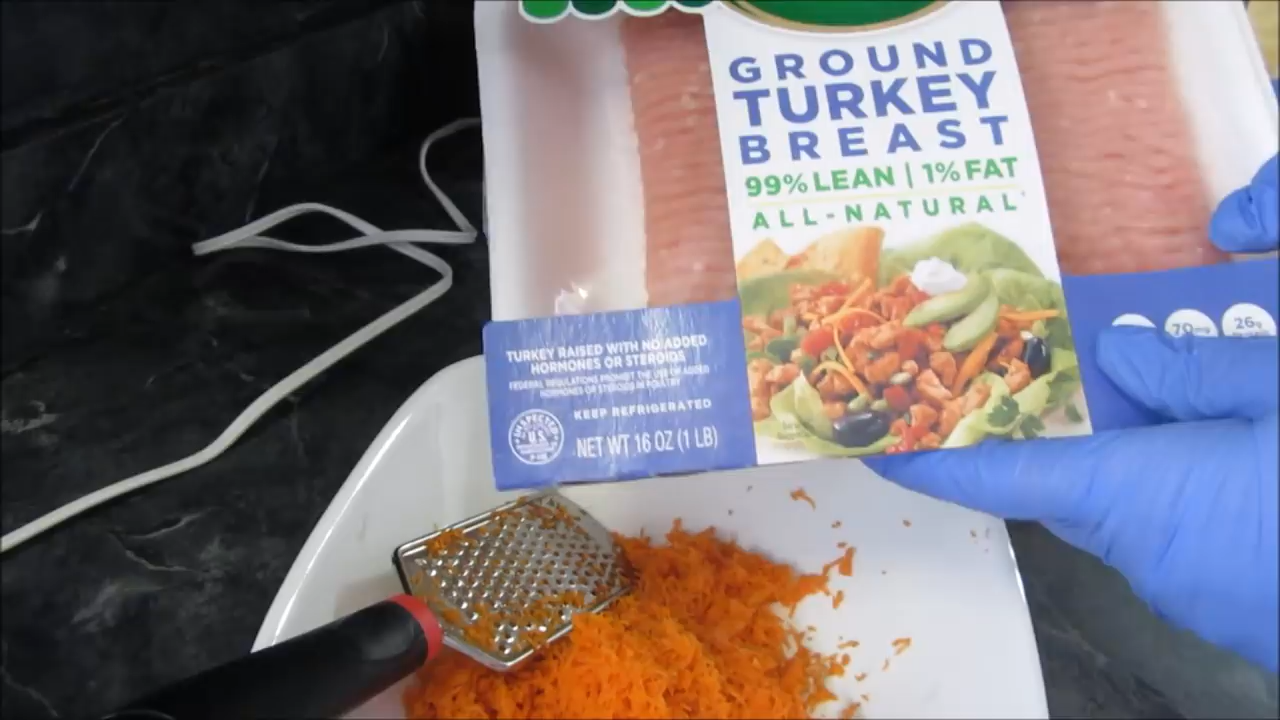 GROUND
TURKEY
BREAST
99% LEAN | 1% FAT
ALL-NATURAL*
TURKEY RAISED WITH NO ADDED
HORMONES OR STEROIDS
FEDERAL REGULATIONS PROHIBIT THE USE OF ADDED
HORMONES OR STEROIDS IN POULTRY
KEEP REFRIGERATED
INSPECTED
U.S.
NET WT 16 OZ (1 LB)
70mg
26g